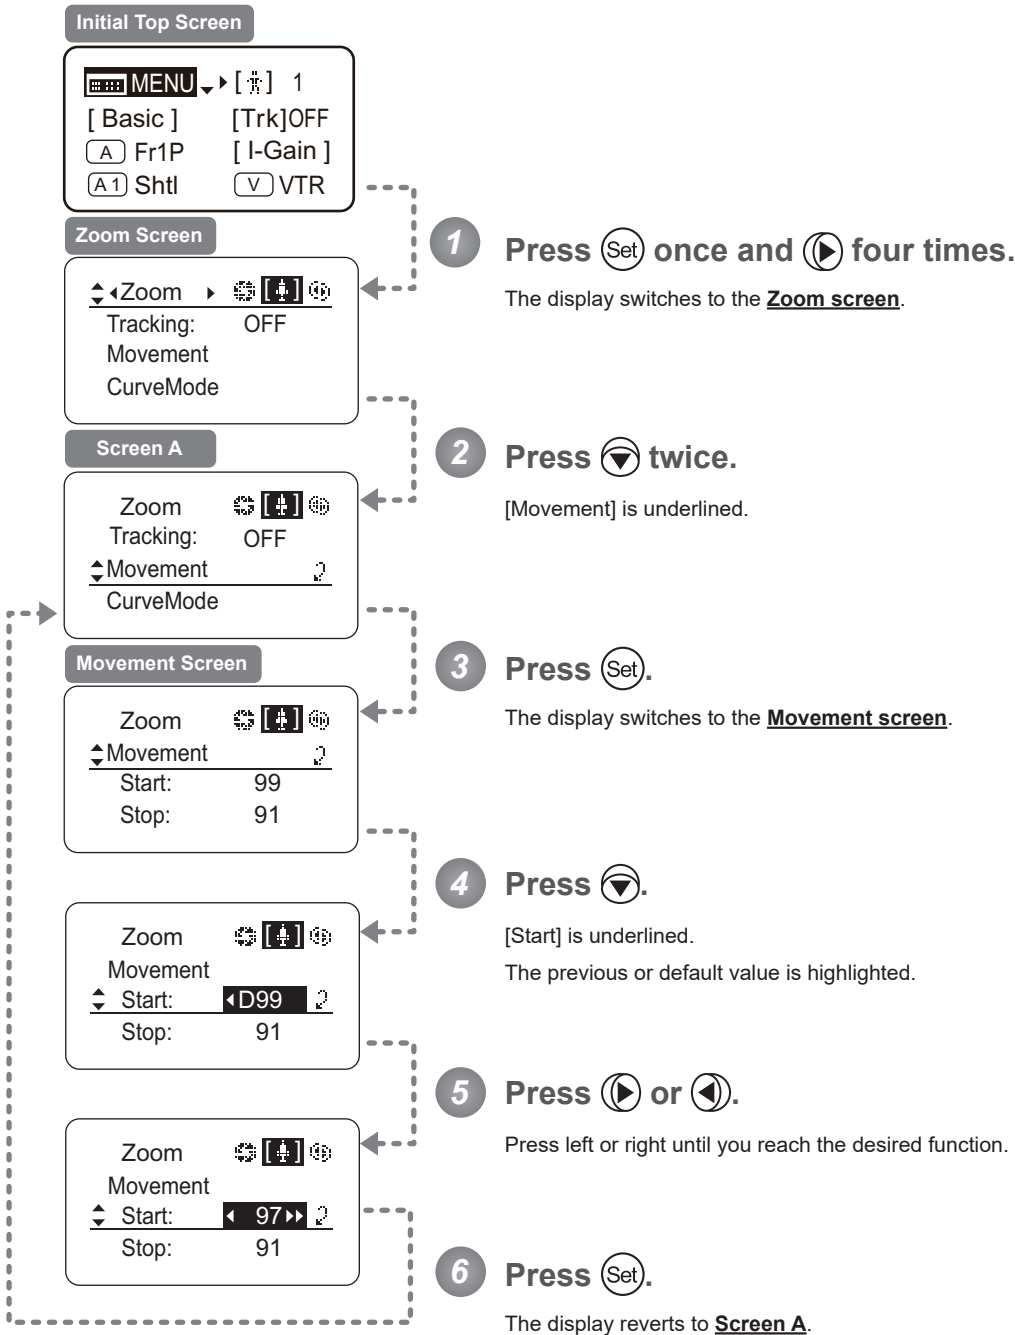 Initial Top Screen
MENU [ ] 1
[ Basic ] [Trk]OFF
A Fr1P [ I-Gain ]
A1 Shtl V VTR
Zoom Screen
Zoom [ ]
Tracking: OFF
Movement
CurveMode
1 Press Set once and four times.
The display switches to the Zoom screen.
Screen A
Zoom [ ]
Tracking: OFF
Movement
CurveMode
2 Press twice.
[Movement] is underlined.
Movement Screen
Zoom [ ]
Movement
Start: 99
Stop: 91
3 Press Set.
The display switches to the Movement screen.
Zoom [ ]
Movement
Start: D99
Stop: 91
4 Press .
[Start] is underlined.
The previous or default value is highlighted.
Zoom [ ]
Movement
Start: 97
Stop: 91
5 Press or .
Press left or right until you reach the desired function.
6 Press Set.
The display reverts to Screen A.